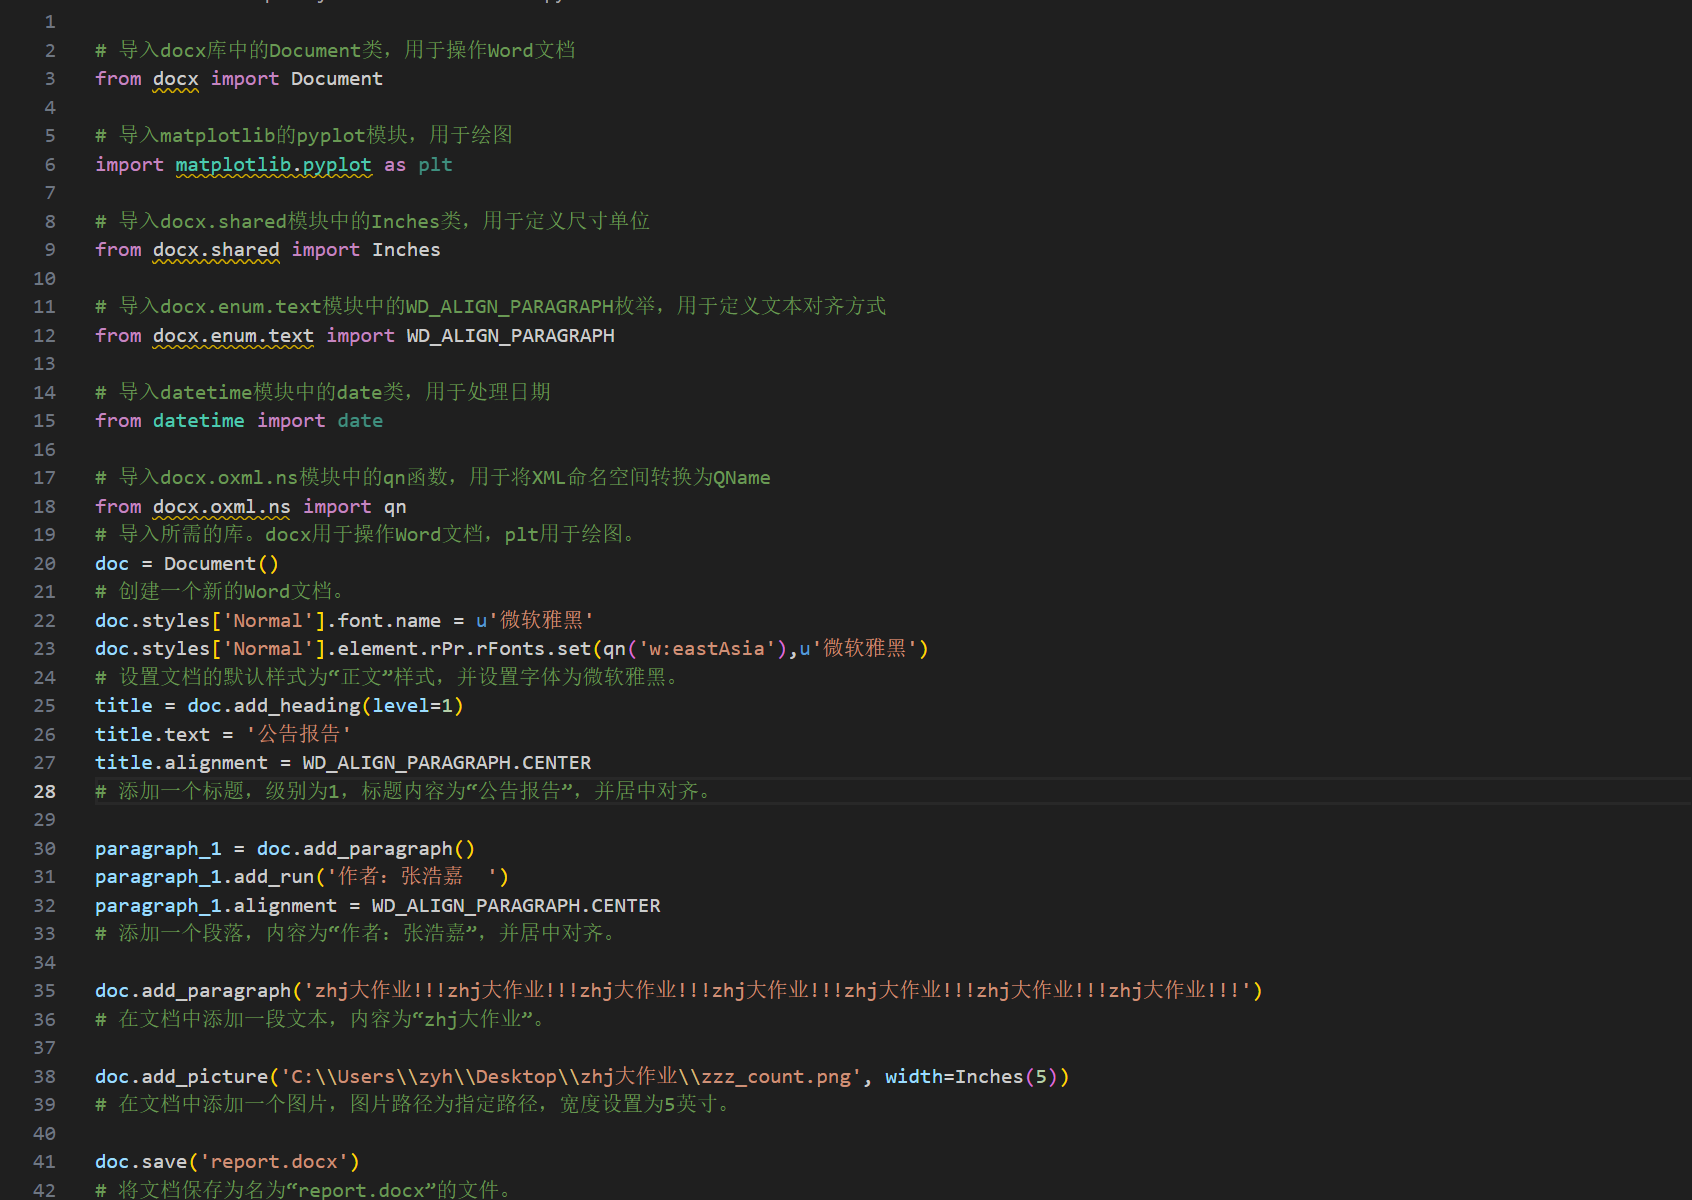 1
2 # 导入docx库中的Document类，用于操作Word文档
3 from docx import Document
4
5 # 导入matplotlib的pyplot模块，用于绘图
6 import matplotlib.pyplot as plt
7
8 # 导入docx.shared模块中的Inches类，用于定义尺寸单位
9 from docx.shared import Inches
10
11 # 导入docx.enum.text模块中的WD_ALIGN_PARAGRAPH枚举，用于定义文本对齐方式
12 from docx.enum.text import WD_ALIGN_PARAGRAPH
13
14 # 导入datetime模块中的date类，用于处理日期
15 from datetime import date
16
17 # 导入docx.oxml.ns模块中的qn函数，用于将XML命名空间转换为QName
18 from docx.oxml.ns import qn
19 # 导入所需的库。docx用于操作Word文档，plt用于绘图。
20 doc = Document()
21 # 创建一个新的Word文档。
22 doc.styles['Normal'].font.name = u'微软雅黑'
23 doc.styles['Normal'].element.rPr.rFonts.set(qn('w:eastAsia'),u'微软雅黑')
24 # 设置文档的默认样式为“正文”样式，并设置字体为微软雅黑。
25 title = doc.add_heading(level=1)
26 title.text = '公告报告'
27 title.alignment = WD_ALIGN_PARAGRAPH.CENTER
28 # 添加一个标题，级别为1，标题内容为“公告报告”，并居中对齐。
29
30 paragraph_1 = doc.add_paragraph()
31 paragraph_1.add_run('作者：张浩嘉  ')
32 paragraph_1.alignment = WD_ALIGN_PARAGRAPH.CENTER
33 # 添加一个段落，内容为“作者：张浩嘉”，并居中对齐。
34
35 doc.add_paragraph('zhj大作业!!!zhj大作业!!!zhj大作业!!!zhj大作业!!!zhj大作业!!!zhj大作业!!!zhj大作业!!!')
36 # 在文档中添加一段文本，内容为“zhj大作业”。
37
38 doc.add_picture('C:\\Users\\zyh\\Desktop\\zhj大作业\\zzz_count.png', width=Inches(5))
39 # 在文档中添加一个图片，图片路径为指定路径，宽度设置为5英寸。
40
41 doc.save('report.docx')
42 # 将文档保存为名为“report.docx”的文件。